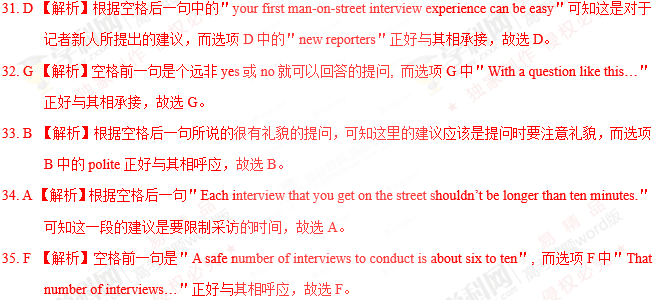 31. D 【解析】根据空格后一句中的＂your first man-on-street interview experience can be easy＂可知这是对于
记者新人所提出的建议，而选项 D 中的＂new reporters＂正好与其相承接，故选 D。
32. G 【解析】空格前一句是个远非 yes 或 no 就可以回答的提问, 而选项 G 中＂With a question like this…＂
正好与其相承接，故选 G。
33. B 【解析】根据空格后一句所说的很有礼貌的提问，可知这里的建议应该是提问时要注意礼貌，而选项
B 中的 polite 正好与其相呼应，故选 B。
34. A 【解析】根据空格后一句＂Each interview that you get on the street shouldn’t be longer than ten minutes.＂
可知这一段的建议是要限制采访的时间，故选 A。
35. F 【解析】空格前一句是＂A safe number of interviews to conduct is about six to ten＂, 而选项 F 中＂That
number of interviews…＂正好与其相呼应，故选 F。